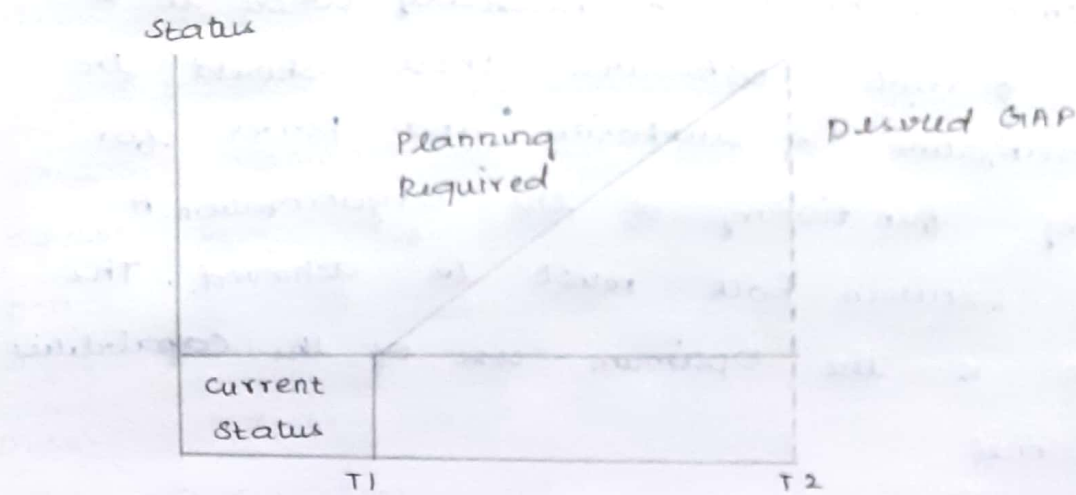 Status
Planning
Required
Desired GAP
Current
Status
T1
T2